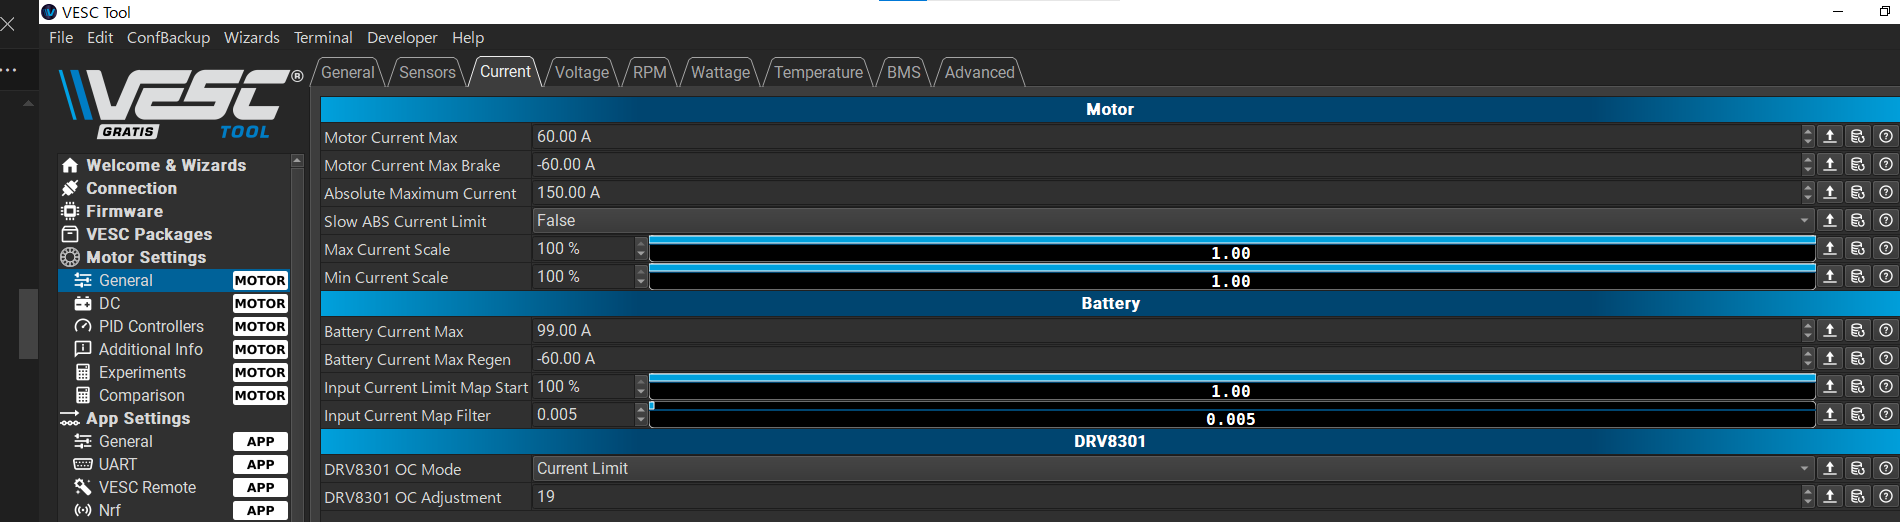 VESC Tool
File Edit ConfBackup Wizards Terminal Developer Help
VESC®
GRATIS TOOL
General Sensors Current Voltage RPM Wattage Temperature BMS Advanced
Welcome & Wizards
Connection
Firmware
VESC Packages
Motor Settings
General MOTOR
DC MOTOR
PID Controllers MOTOR
Additional Info MOTOR
Experiments MOTOR
Comparison MOTOR
App Settings
General APP
UART APP
VESC Remote APP
Nrf APP
Motor
Motor Current Max 60.00 A
Motor Current Max Brake -60.00 A
Absolute Maximum Current 150.00 A
Slow ABS Current Limit False
Max Current Scale 100 % 1.00
Min Current Scale 100 % 1.00
Battery
Battery Current Max 99.00 A
Battery Current Max Regen -60.00 A
Input Current Limit Map Start 100 % 1.00
Input Current Map Filter 0.005 0.005
DRV8301
DRV8301 OC Mode Current Limit
DRV8301 OC Adjustment 19